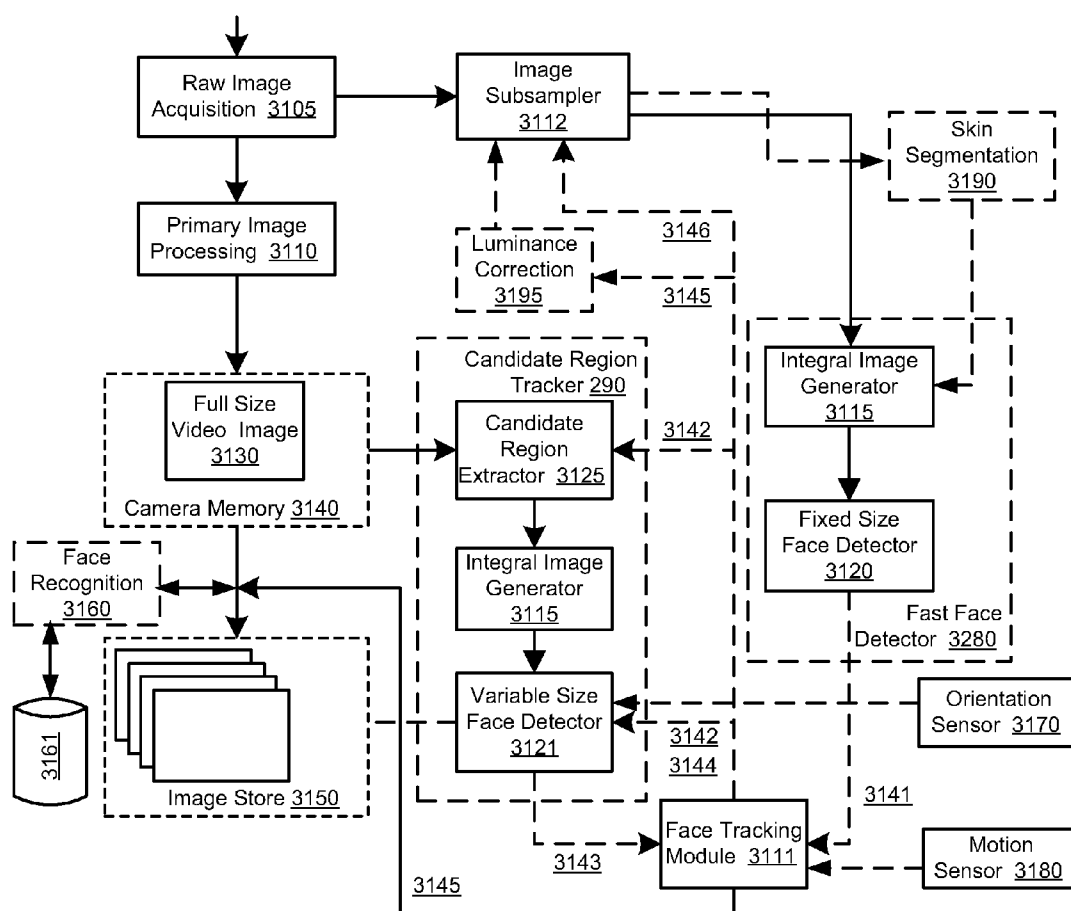 Raw Image
Acquisition 3105
Image
Subsampler
3112
Skin
Segmentation
3190
Primary Image
Processing 3110
3146
Luminance
Correction
3195
3145
Candidate Region
Tracker 290
Integral Image
Generator
3115
Full Size
Video Image
3130
Camera Memory 3140
Candidate
Region
Extractor 3125
3142
Fixed Size
Face Detector
3120
Face
Recognition
3160
Integral Image
Generator
3115
Fast Face
Detector 3280
3161
Image Store 3150
Variable Size
Face Detector
3121
3142
3144
Orientation
Sensor 3170
3141
3143
Face Tracking
Module 3111
Motion
Sensor 3180
3145